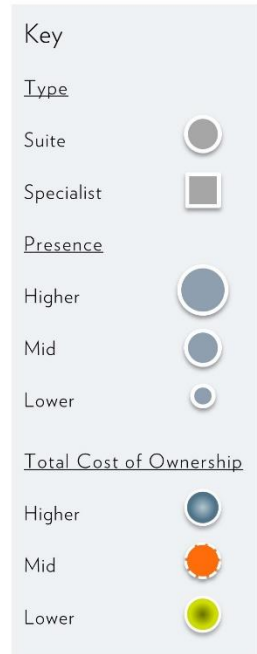 Key
Type
Suite
Specialist
Presence
Higher
Mid
Lower
Total Cost of Ownership
Higher
Mid
Lower